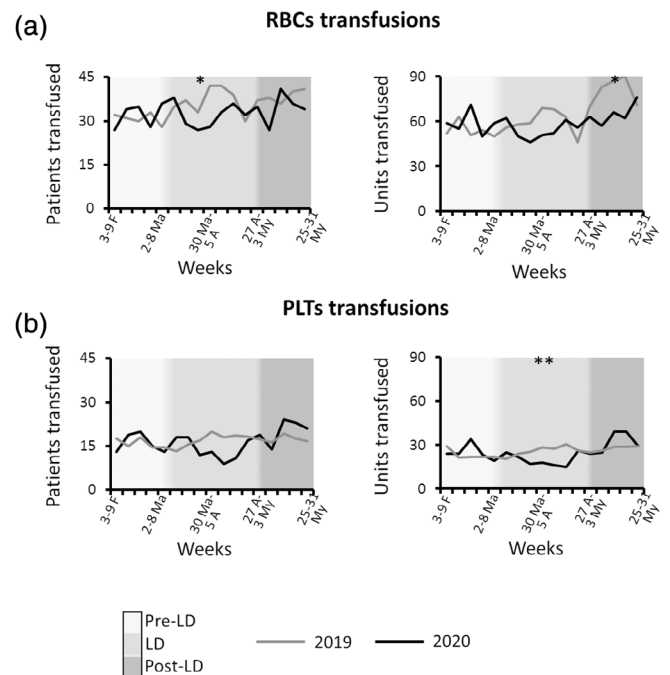 (a)
RBCs transfusions
Patients transfused
45
30
15
0
3-9 F
2-8 Ma
30 Ma-
5 A
27 A-
3 My
25-31
My
Weeks
*
Units transfused
90
60
30
0
3-9 F
2-8 Ma
30 Ma-
5 A
27 A-
3 My
25-31
My
Weeks
*
(b)
PLTs transfusions
Patients transfused
45
30
15
0
3-9 F
2-8 Ma
30 Ma-
5 A
27 A-
3 My
25-31
My
Weeks
Units transfused
90
60
30
0
3-9 F
2-8 Ma
30 Ma-
5 A
27 A-
3 My
25-31
My
Weeks
**
Pre-LD
LD
Post-LD
2019
2020